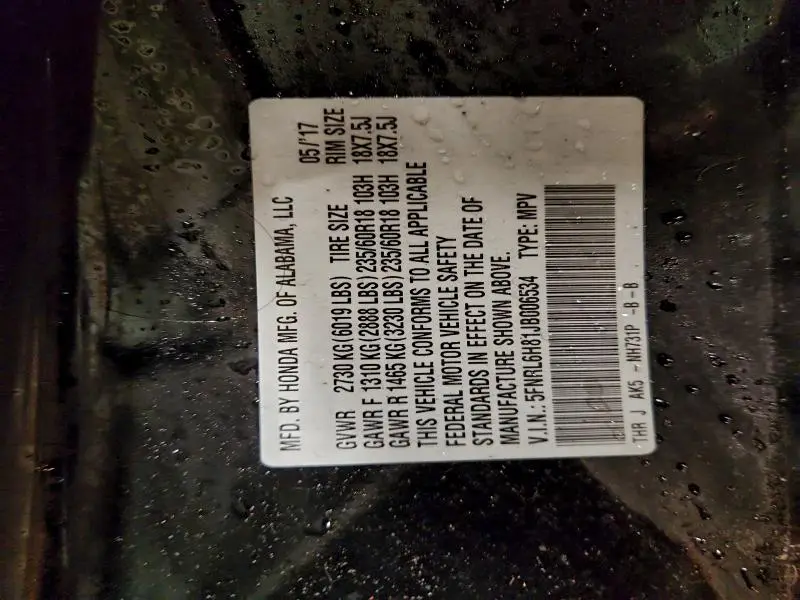 MFD. BY HONDA MFG. OF ALABAMA, LLC 05/'17
GVWR 2730 KG(6019 LBS) TIRE SIZE RIM SIZE
GAWR F 1310 KG(2888 LBS)235/60R18 103H 18X7.5J
GAWR R 1465 KG(3230 LBS)235/60R18 103H 18X7.5J
THIS VEHICLE CONFORMS TO ALL APPLICABLE
FEDERAL MOTOR VEHICLE SAFETY
STANDARDS IN EFFECT ON THE DATE OF
MANUFACTURE SHOWN ABOVE.
V.I.N.: 5FNRL6H81JB006534 TYPE: MPV
THR J AK5 - NH731P -B -B